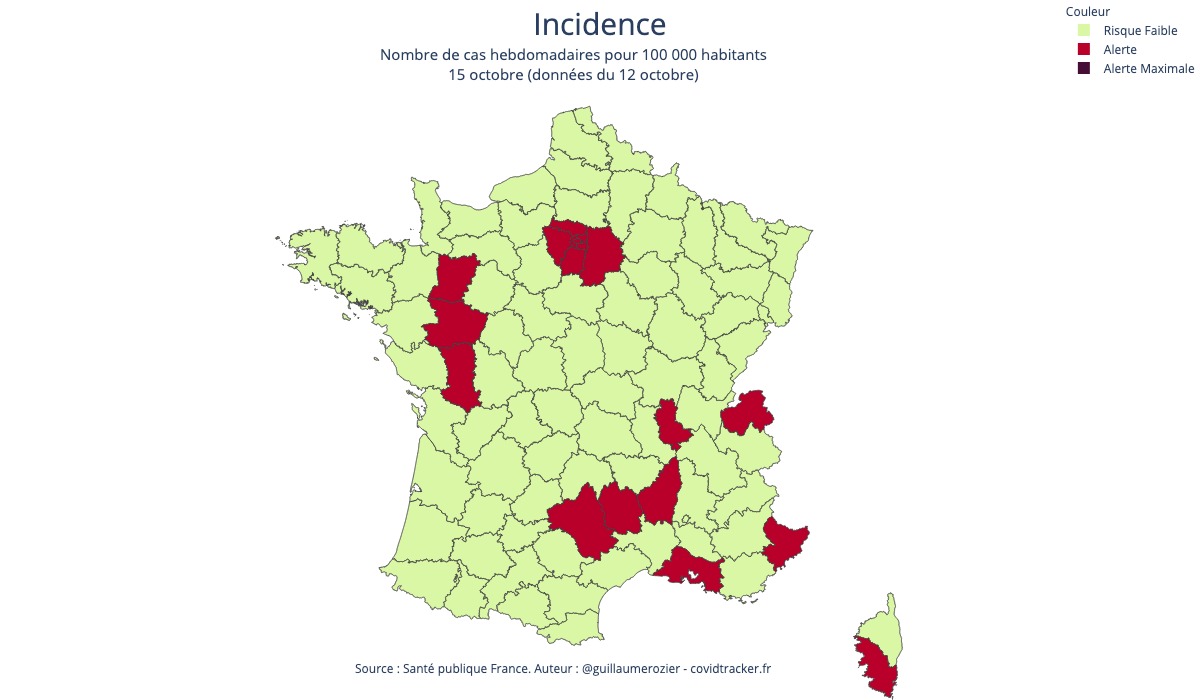 Incidence
Nombre de cas hebdomadaires pour 100 000 habitants
15 octobre (données du 12 octobre)
Couleur
Risque Faible
Alerte
Alerte Maximale
Source : Santé publique France. Auteur : @guillaumerozier - covidtracker.fr